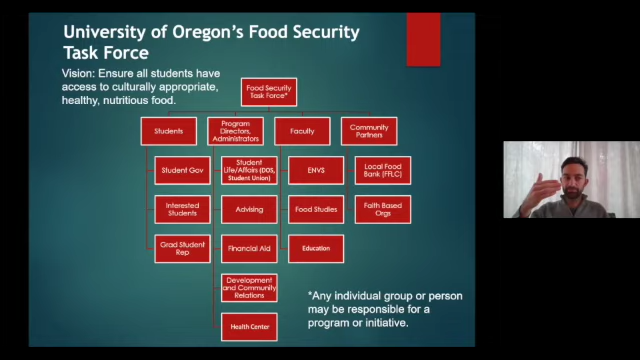 University of Oregon's Food Security
Task Force
Vision: Ensure all students have
access to culturally appropriate,
healthy, nutritious food.
Food Security
Task Force*
Students
Program
Directors,
Administrators
Faculty
Community
Partners
Student Gov
Student
Life/Affairs (DOS,
Student Union)
ENVS
Local Food
Bank (FFLC)
Interested
Students
Advising
Food Studies
Faith Based
Orgs
Grad Student
Rep
Financial Aid
Education
Development
and Community
Relations
Health Center
*Any individual group or person
may be responsible for a
program or initiative.